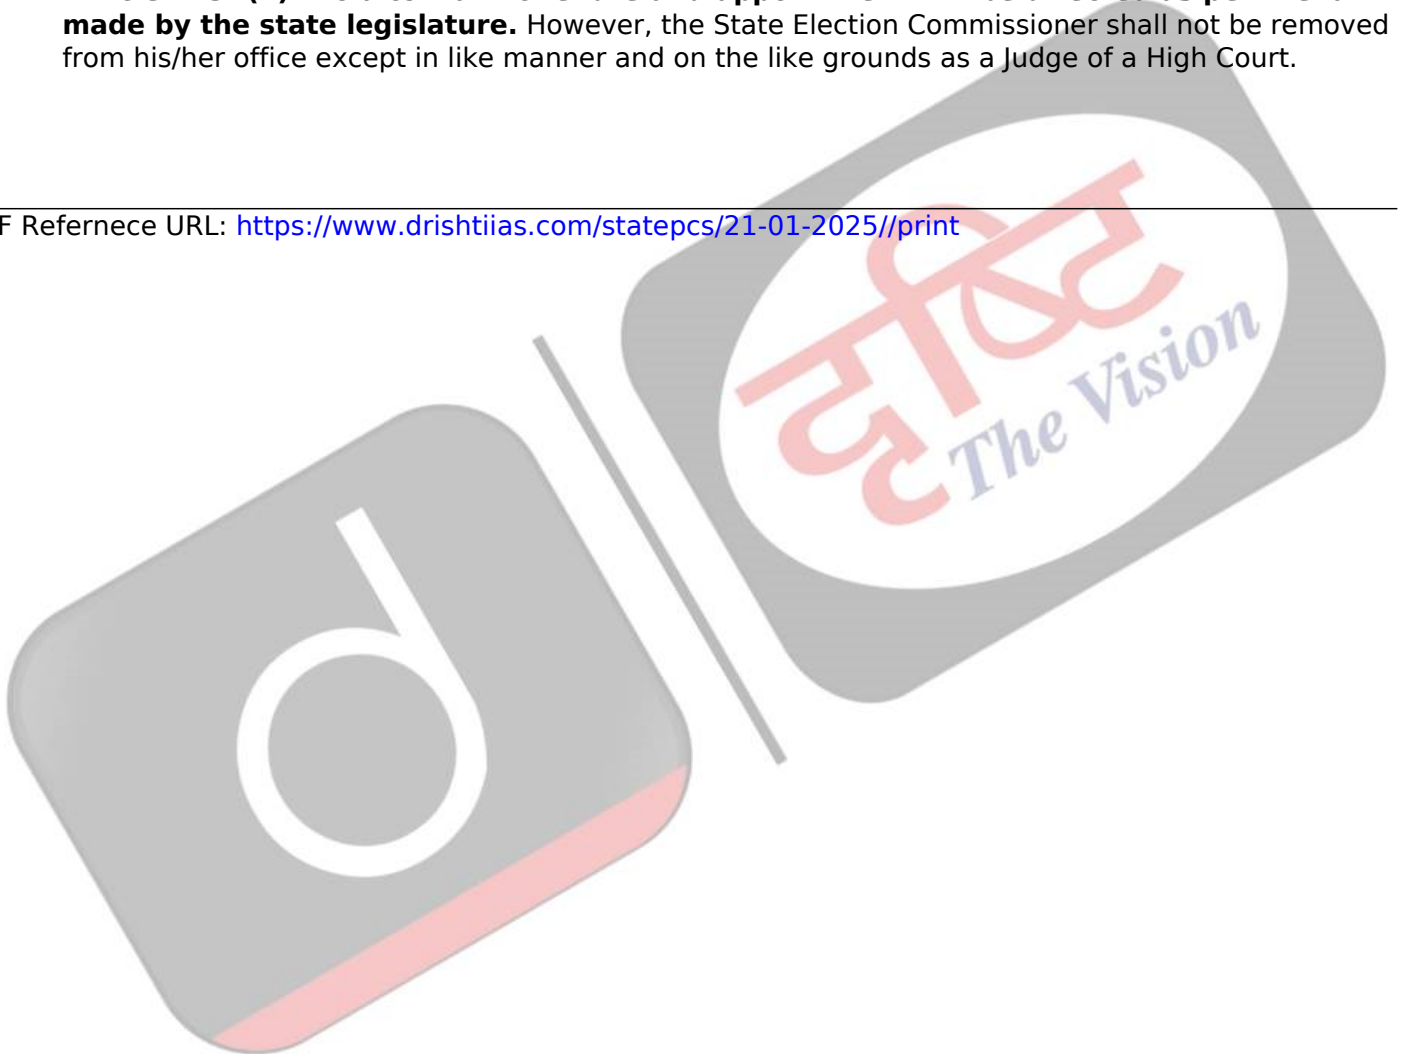 made by the state legislature. However, the State Election Commissioner shall not be removed
from his/her office except in like manner and on the like grounds as a Judge of a High Court.
F Refernece URL: https://www.drishtiias.com/statepcs/21-01-2025//print
दृष्टि
The Vision
d